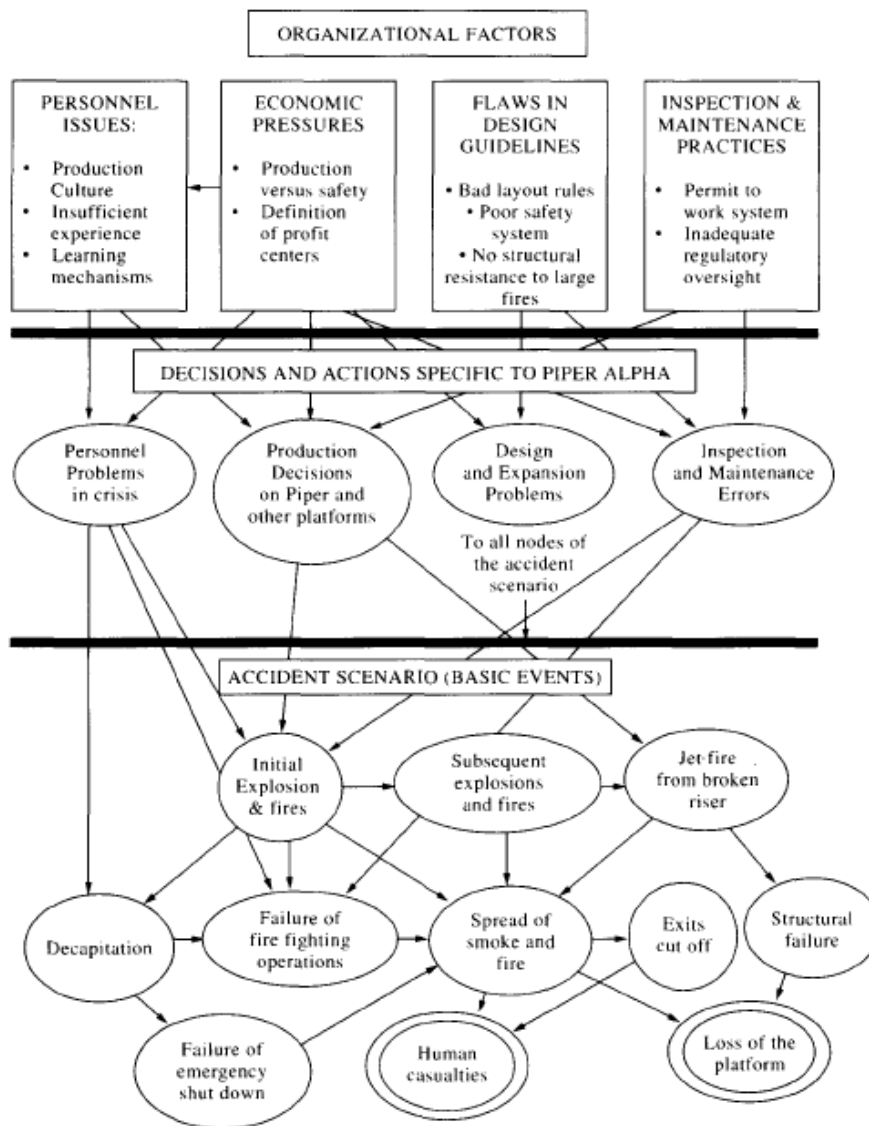 ORGANIZATIONAL FACTORS
PERSONNEL
ISSUES:
• Production
Culture
• Insufficient
experience
• Learning
mechanisms
ECONOMIC
PRESSURES
• Production
versus safety
• Definition
of profit
centers
FLAWS IN
DESIGN
GUIDELINES
• Bad layout rules
• Poor safety
system
• No structural
resistance to large
fires
INSPECTION &
MAINTENANCE
PRACTICES
• Permit to
work system
• Inadequate
regulatory
oversight
DECISIONS AND ACTIONS SPECIFIC TO PIPER ALPHA
Personnel
Problems
in crisis
Production
Decisions
on Piper and
other platforms
Design
and Expansion
Problems
Inspection
and Maintenance
Errors
To all nodes of
the accident
scenario
ACCIDENT SCENARIO (BASIC EVENTS)
Initial
Explosion
& fires
Subsequent
explosions
and fires
Jet-fire
from broken
riser
Decapitation
Failure of
fire fighting
operations
Spread of
smoke and
fire
Exits
cut off
Structural
failure
Failure of
emergency
shut down
Human
casualties
Loss of the
platform